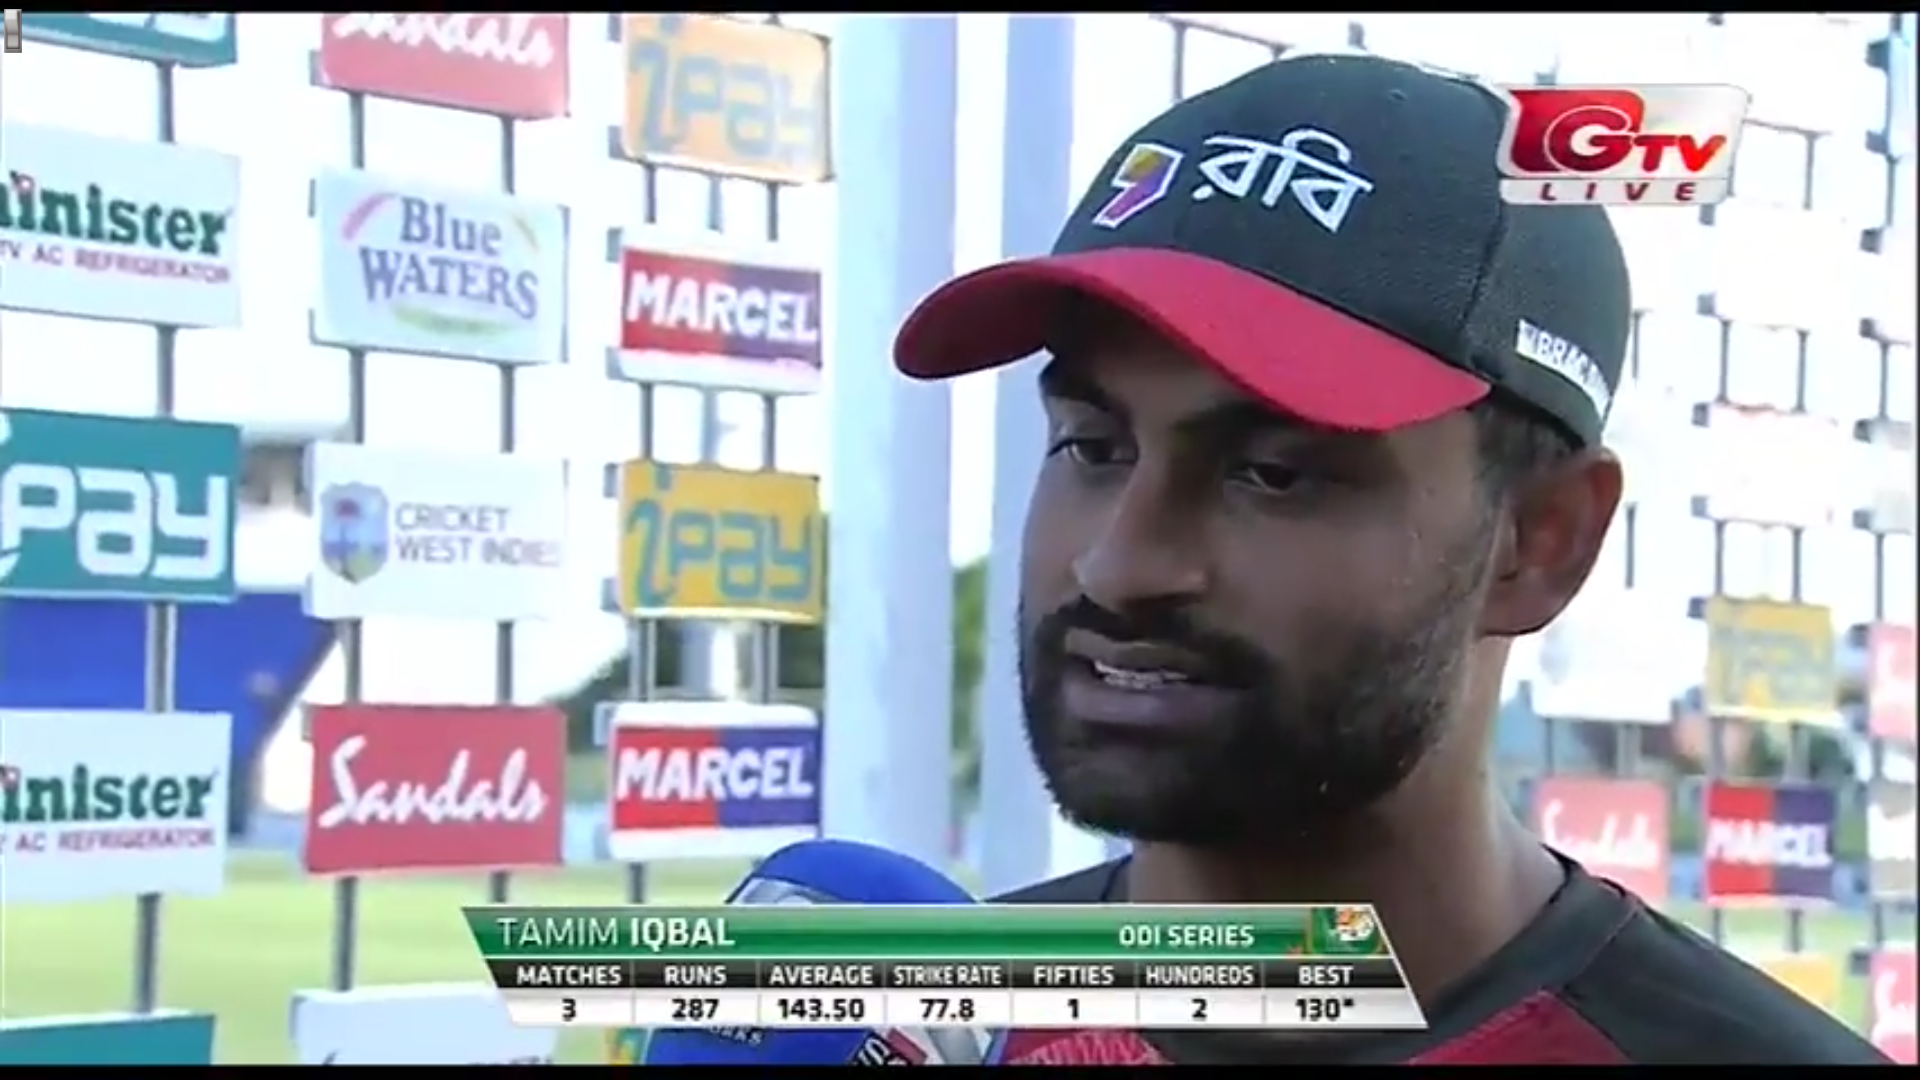 Sandals
iPay
রবি
GTV
LIVE
inister
TV AC REFRIGERATOR
Blue
WATERS
MARCEL
iPay
CRICKET
WEST INDIES
iPay
inister
AC REFRIGERATOR
Sandals
MARCEL
Sandals
MARCEL
TAMIM IQBAL ODI SERIES
MATCHES RUNS AVERAGE STRIKE RATE FIFTIES HUNDREDS BEST
3 287 143.50 77.8 1 2 130*